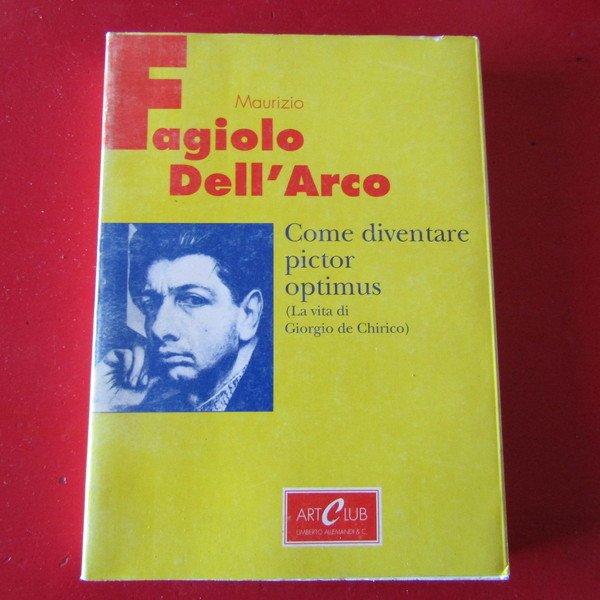 Maurizio
Fagiolo
Dell'Arco
Come diventare
pictor
optimus
(La vita di
Giorgio de Chirico)
ART CLUB
UMBERTO ALLEMANDI & C.